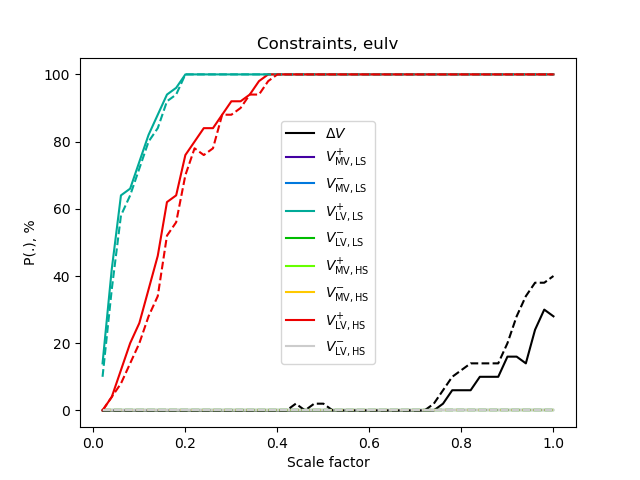 Constraints, eulv
P(.), %
100
80
60
40
20
0
ΔV
V⁺MV, LS
V⁻MV, LS
V⁺LV, LS
V⁻LV, LS
V⁺MV, HS
V⁻MV, HS
V⁺LV, HS
V⁻LV, HS
0.0 0.2 0.4 0.6 0.8 1.0
Scale factor